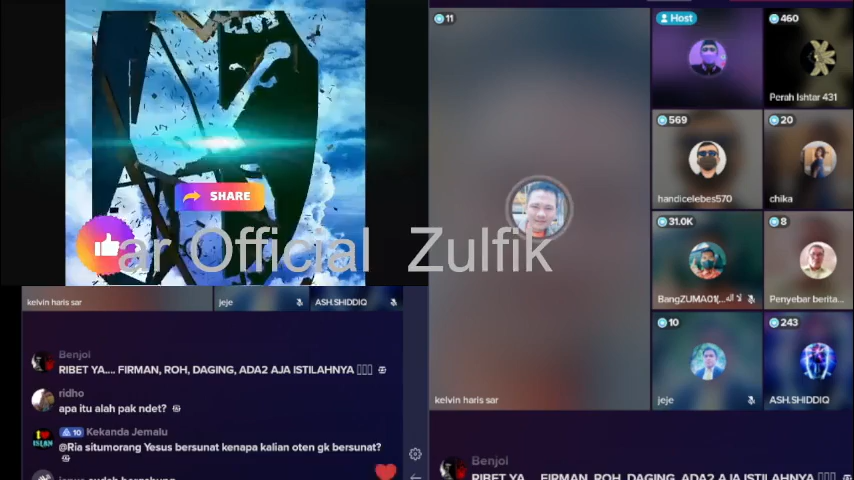 SHARE
ar Official Zulfik
kelvin haris sar
jeje
ASH.SHIDDIQ
Benjol
RIBET YA.... FIRMAN, ROH, DAGING, ADA2 AJA ISTILAHNYA
ridho
apa itu alah pak ndet?
10 Kekanda Jemalu
@Ria situmorang Yesus bersunat kenapa kalian oten gk bersunat?
I ISLAM
11
Host
460
Perah Ishtar 431
569
handicelebes570
20
chika
31.0K
BangZUMA01(...
8
Penyebar berita...
kelvin haris sar
10
jeje
243
ASH.SHIDDIQ
Benjol
RIBET YA.... FIRMAN, ROH, DAGING, ADA2 AJA ISTILAHNYA